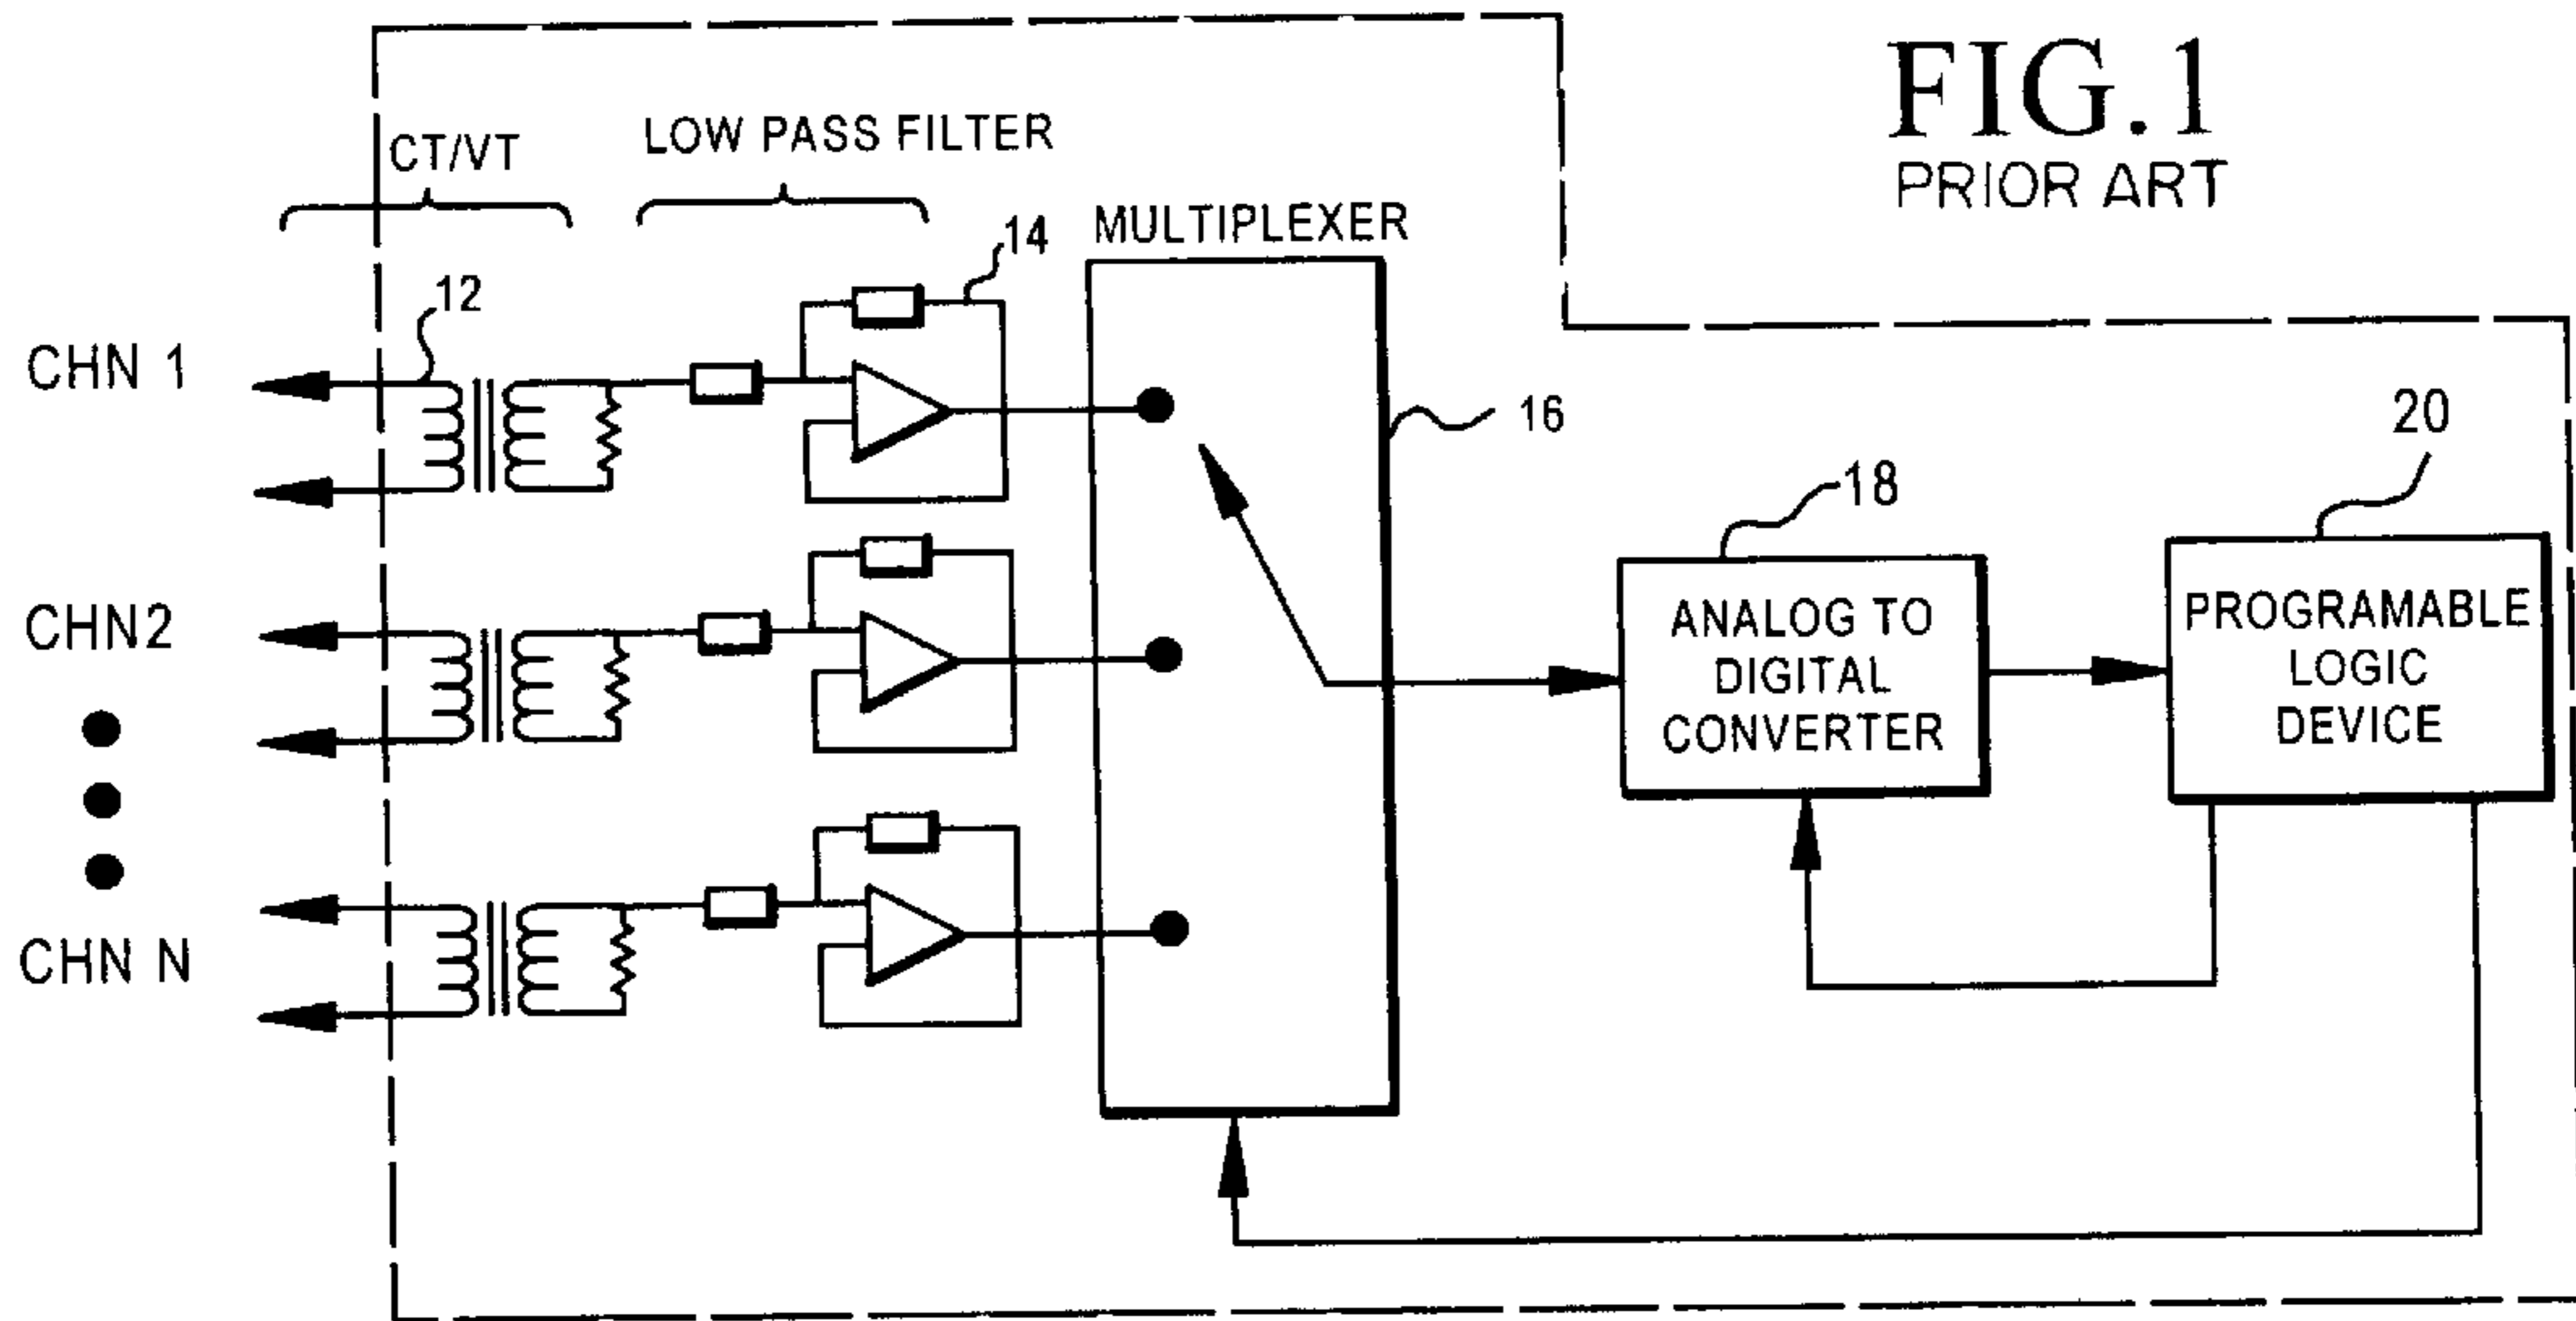 FIG.1
PRIOR ART
CT/VT
LOW PASS FILTER
MULTIPLEXER
14
12
CHN 1
16
18
20
ANALOG TO
DIGITAL
CONVERTER
PROGRAMABLE
LOGIC
DEVICE
CHN2
CHN N